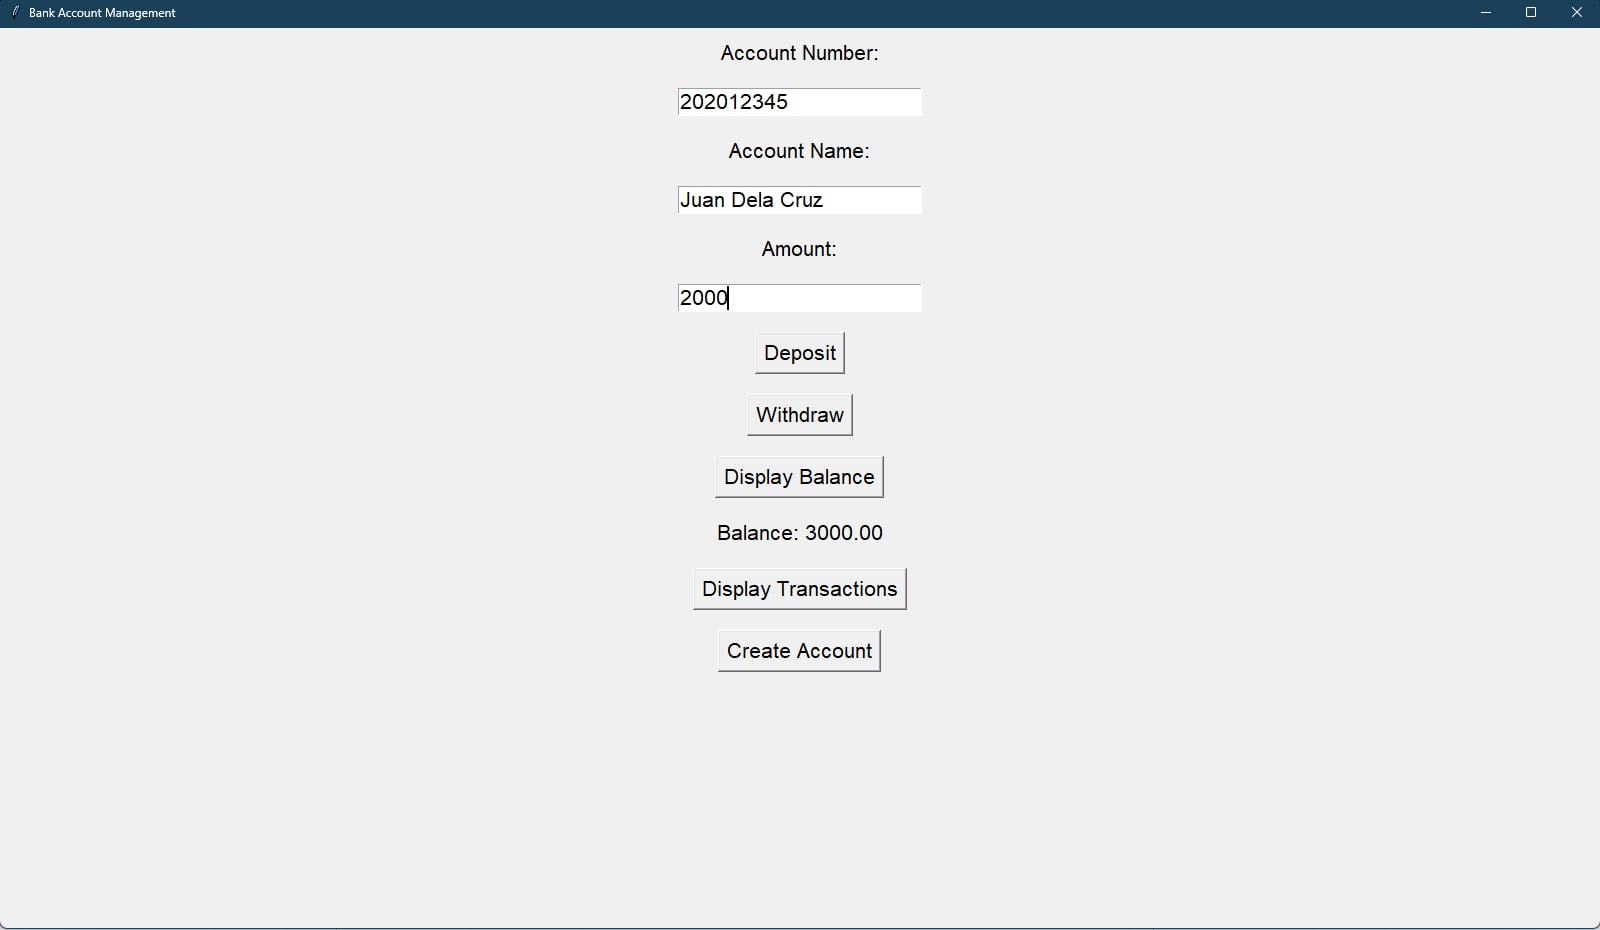 Bank Account Management
Account Number:
202012345
Account Name:
Juan Dela Cruz
Amount:
2000
Deposit
Withdraw
Display Balance
Balance: 3000.00
Display Transactions
Create Account